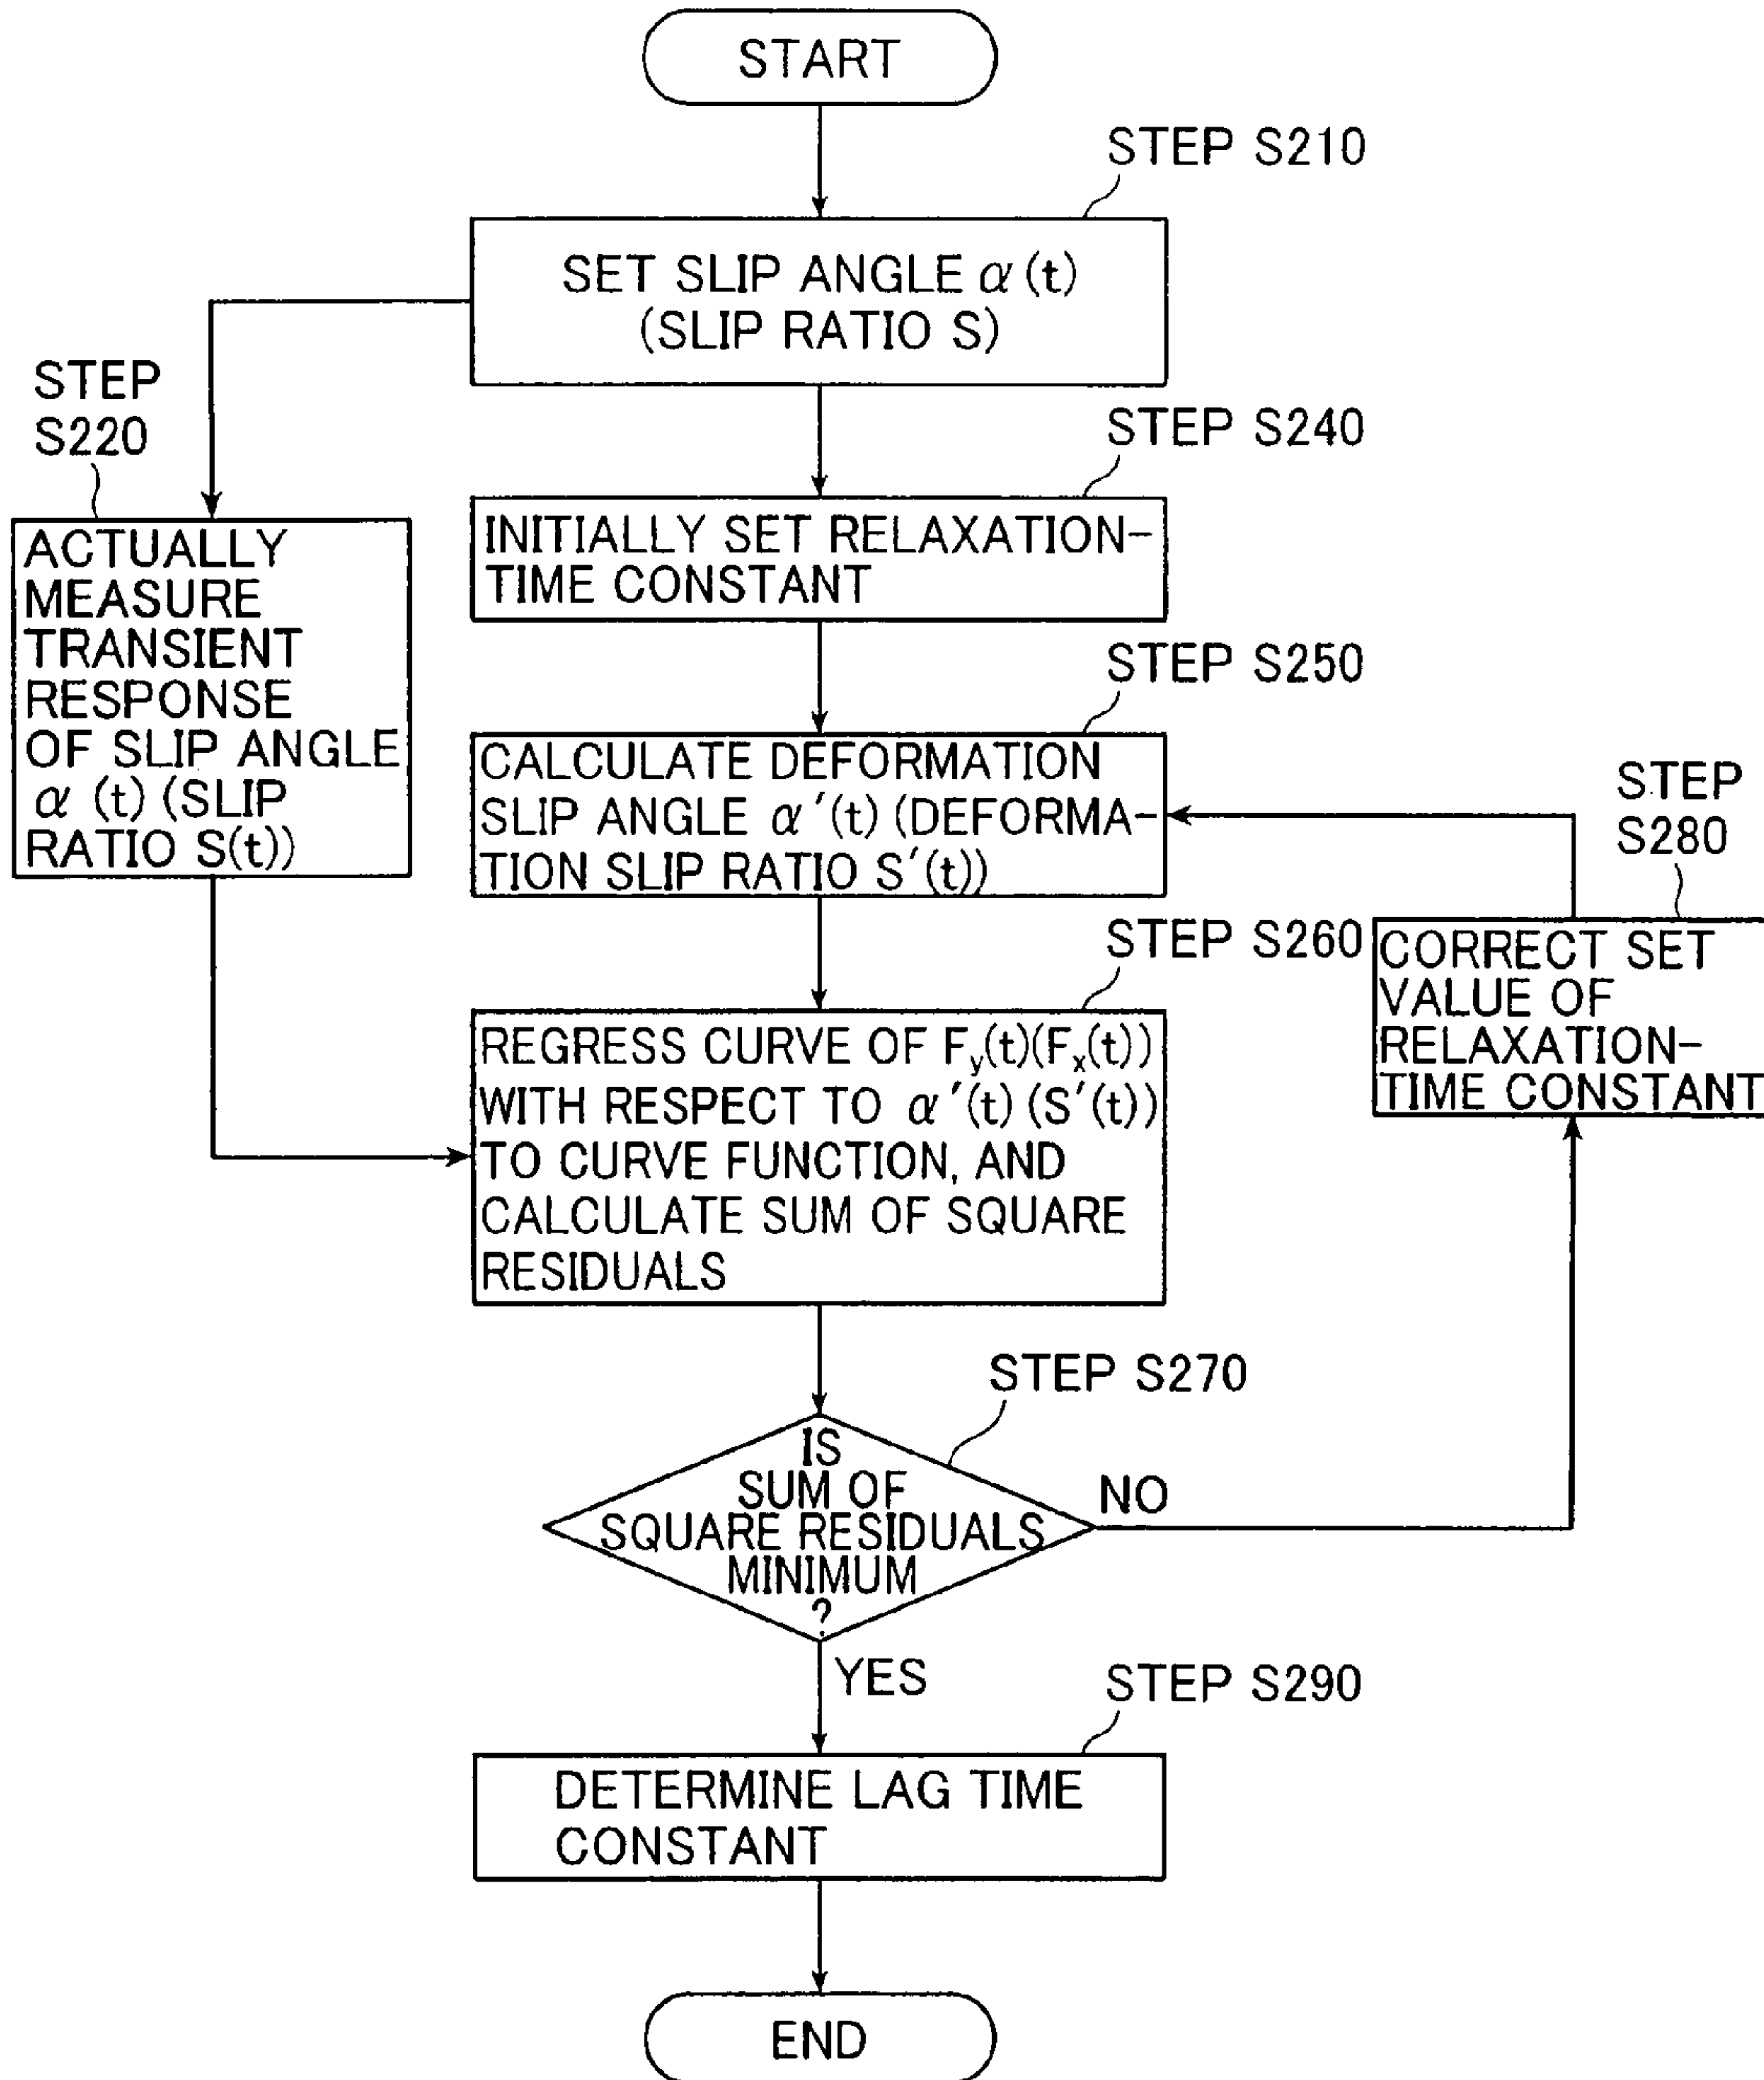 START
STEP S210
SET SLIP ANGLE α(t)
(SLIP RATIO S)
STEP
S220
ACTUALLY
MEASURE
TRANSIENT
RESPONSE
OF SLIP ANGLE
α (t) (SLIP
RATIO S(t))
STEP S240
INITIALLY SET RELAXATION-
TIME CONSTANT
STEP S250
CALCULATE DEFORMATION
SLIP ANGLE α′(t) (DEFORMA-
TION SLIP RATIO S′(t))
STEP
S280
CORRECT SET
VALUE OF
RELAXATION-
TIME CONSTANT
STEP S260
REGRESS CURVE OF Fy(t)(Fx(t))
WITH RESPECT TO α′(t) (S′(t))
TO CURVE FUNCTION, AND
CALCULATE SUM OF SQUARE
RESIDUALS
STEP S270
IS
SUM OF
SQUARE RESIDUALS
MINIMUM
?
NO
YES
STEP S290
DETERMINE LAG TIME
CONSTANT
END